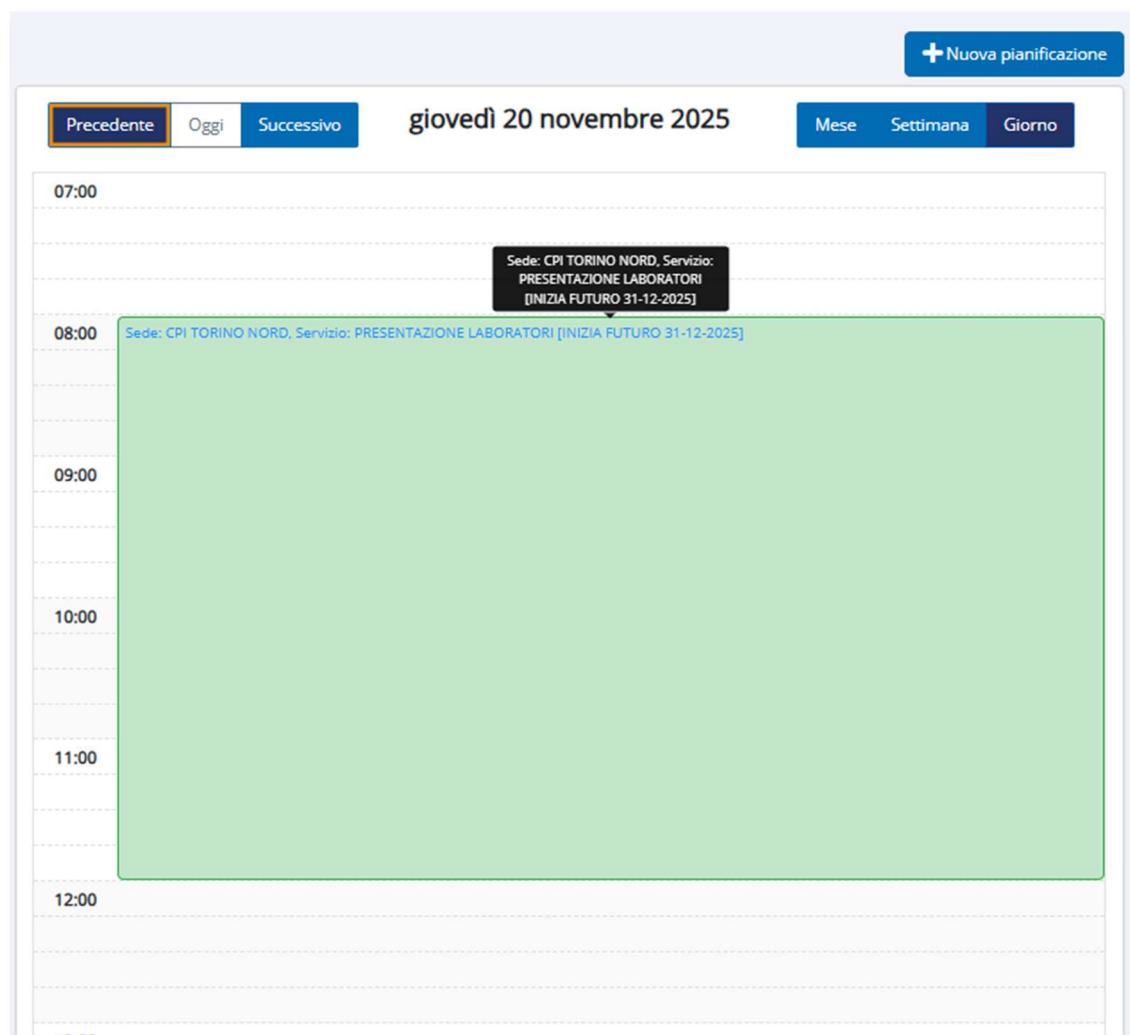 Nuova pianificazione
Precedente Oggi Successivo giovedì 20 novembre 2025 Mese Settimana Giorno
07:00
Sede: CPI TORINO NORD, Servizio:
PRESENTAZIONE LABORATORI
[INIZIA FUTURO 31-12-2025]
08:00 Sede: CPI TORINO NORD, Servizio: PRESENTAZIONE LABORATORI [INIZIA FUTURO 31-12-2025]
09:00
10:00
11:00
12:00